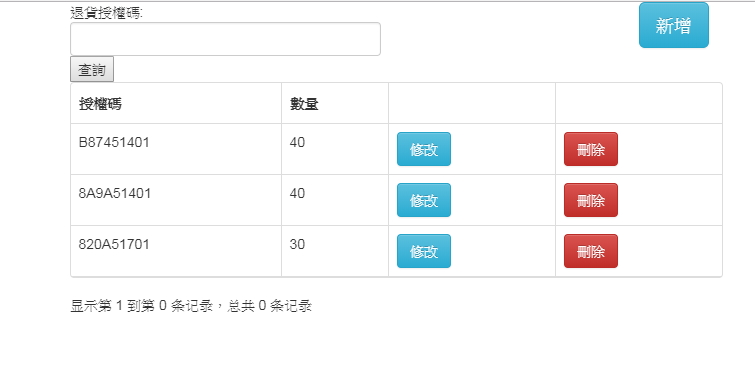 退貨授權碼:
新增
查詢
授權碼 數量
B87451401 40 修改 刪除
8A9A51401 40 修改 刪除
820A51701 30 修改 刪除
显示第 1 到第 0 条记录，总共 0 条记录